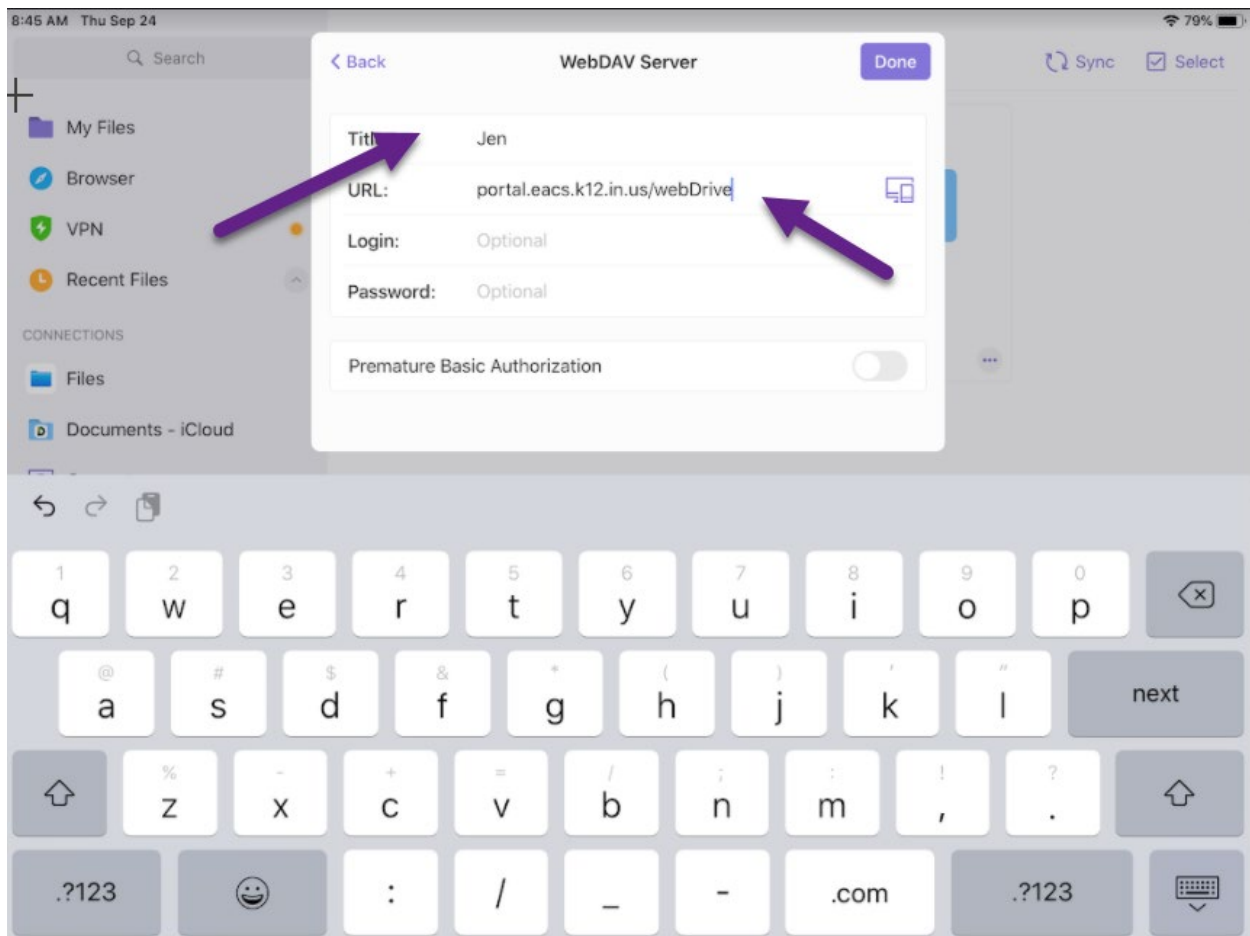 8:45 AM Thu Sep 24
79%
Search
< Back
WebDAV Server
Done
Sync
Select
My Files
Browser
VPN
Recent Files
CONNECTIONS
Files
Documents - iCloud
Jen
URL: portal.eacs.k12.in.us/webDrive
Login: Optional
Password: Optional
Premature Basic Authorization
1 2 3 4 5 6 7 8 9 0
q w e r t y u i o p
@ # $ & * ( ) ' "
a s d f g h j k l next
% - + = / ; : ! ?
z x c v b n m , .
.?123 : / _ - .com .?123